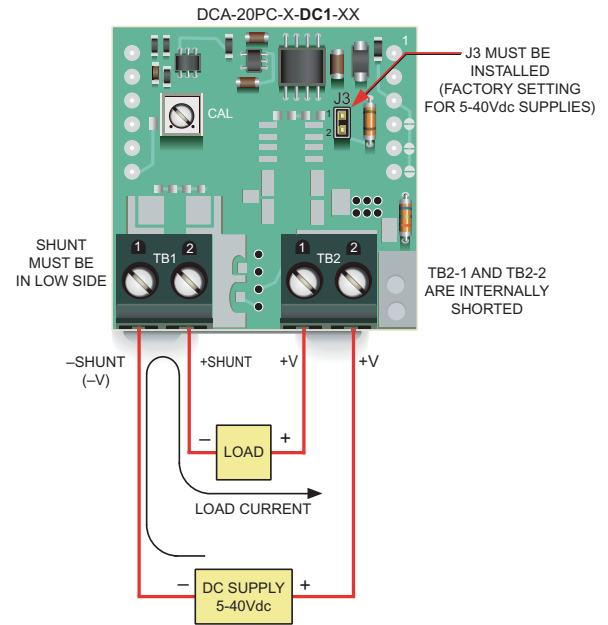 DCA-20PC-X-DC1-XX
1
J3 MUST BE
INSTALLED
(FACTORY SETTING
FOR 5-40Vdc SUPPLIES)
J3
1
2
CAL
SHUNT
MUST BE
IN LOW SIDE
1 2
TB1
1 2
TB2
TB2-1 AND TB2-2
ARE INTERNALLY
SHORTED
–SHUNT
(–V)
+SHUNT
+V
+V
– LOAD +
LOAD CURRENT
– DC SUPPLY +
5-40Vdc